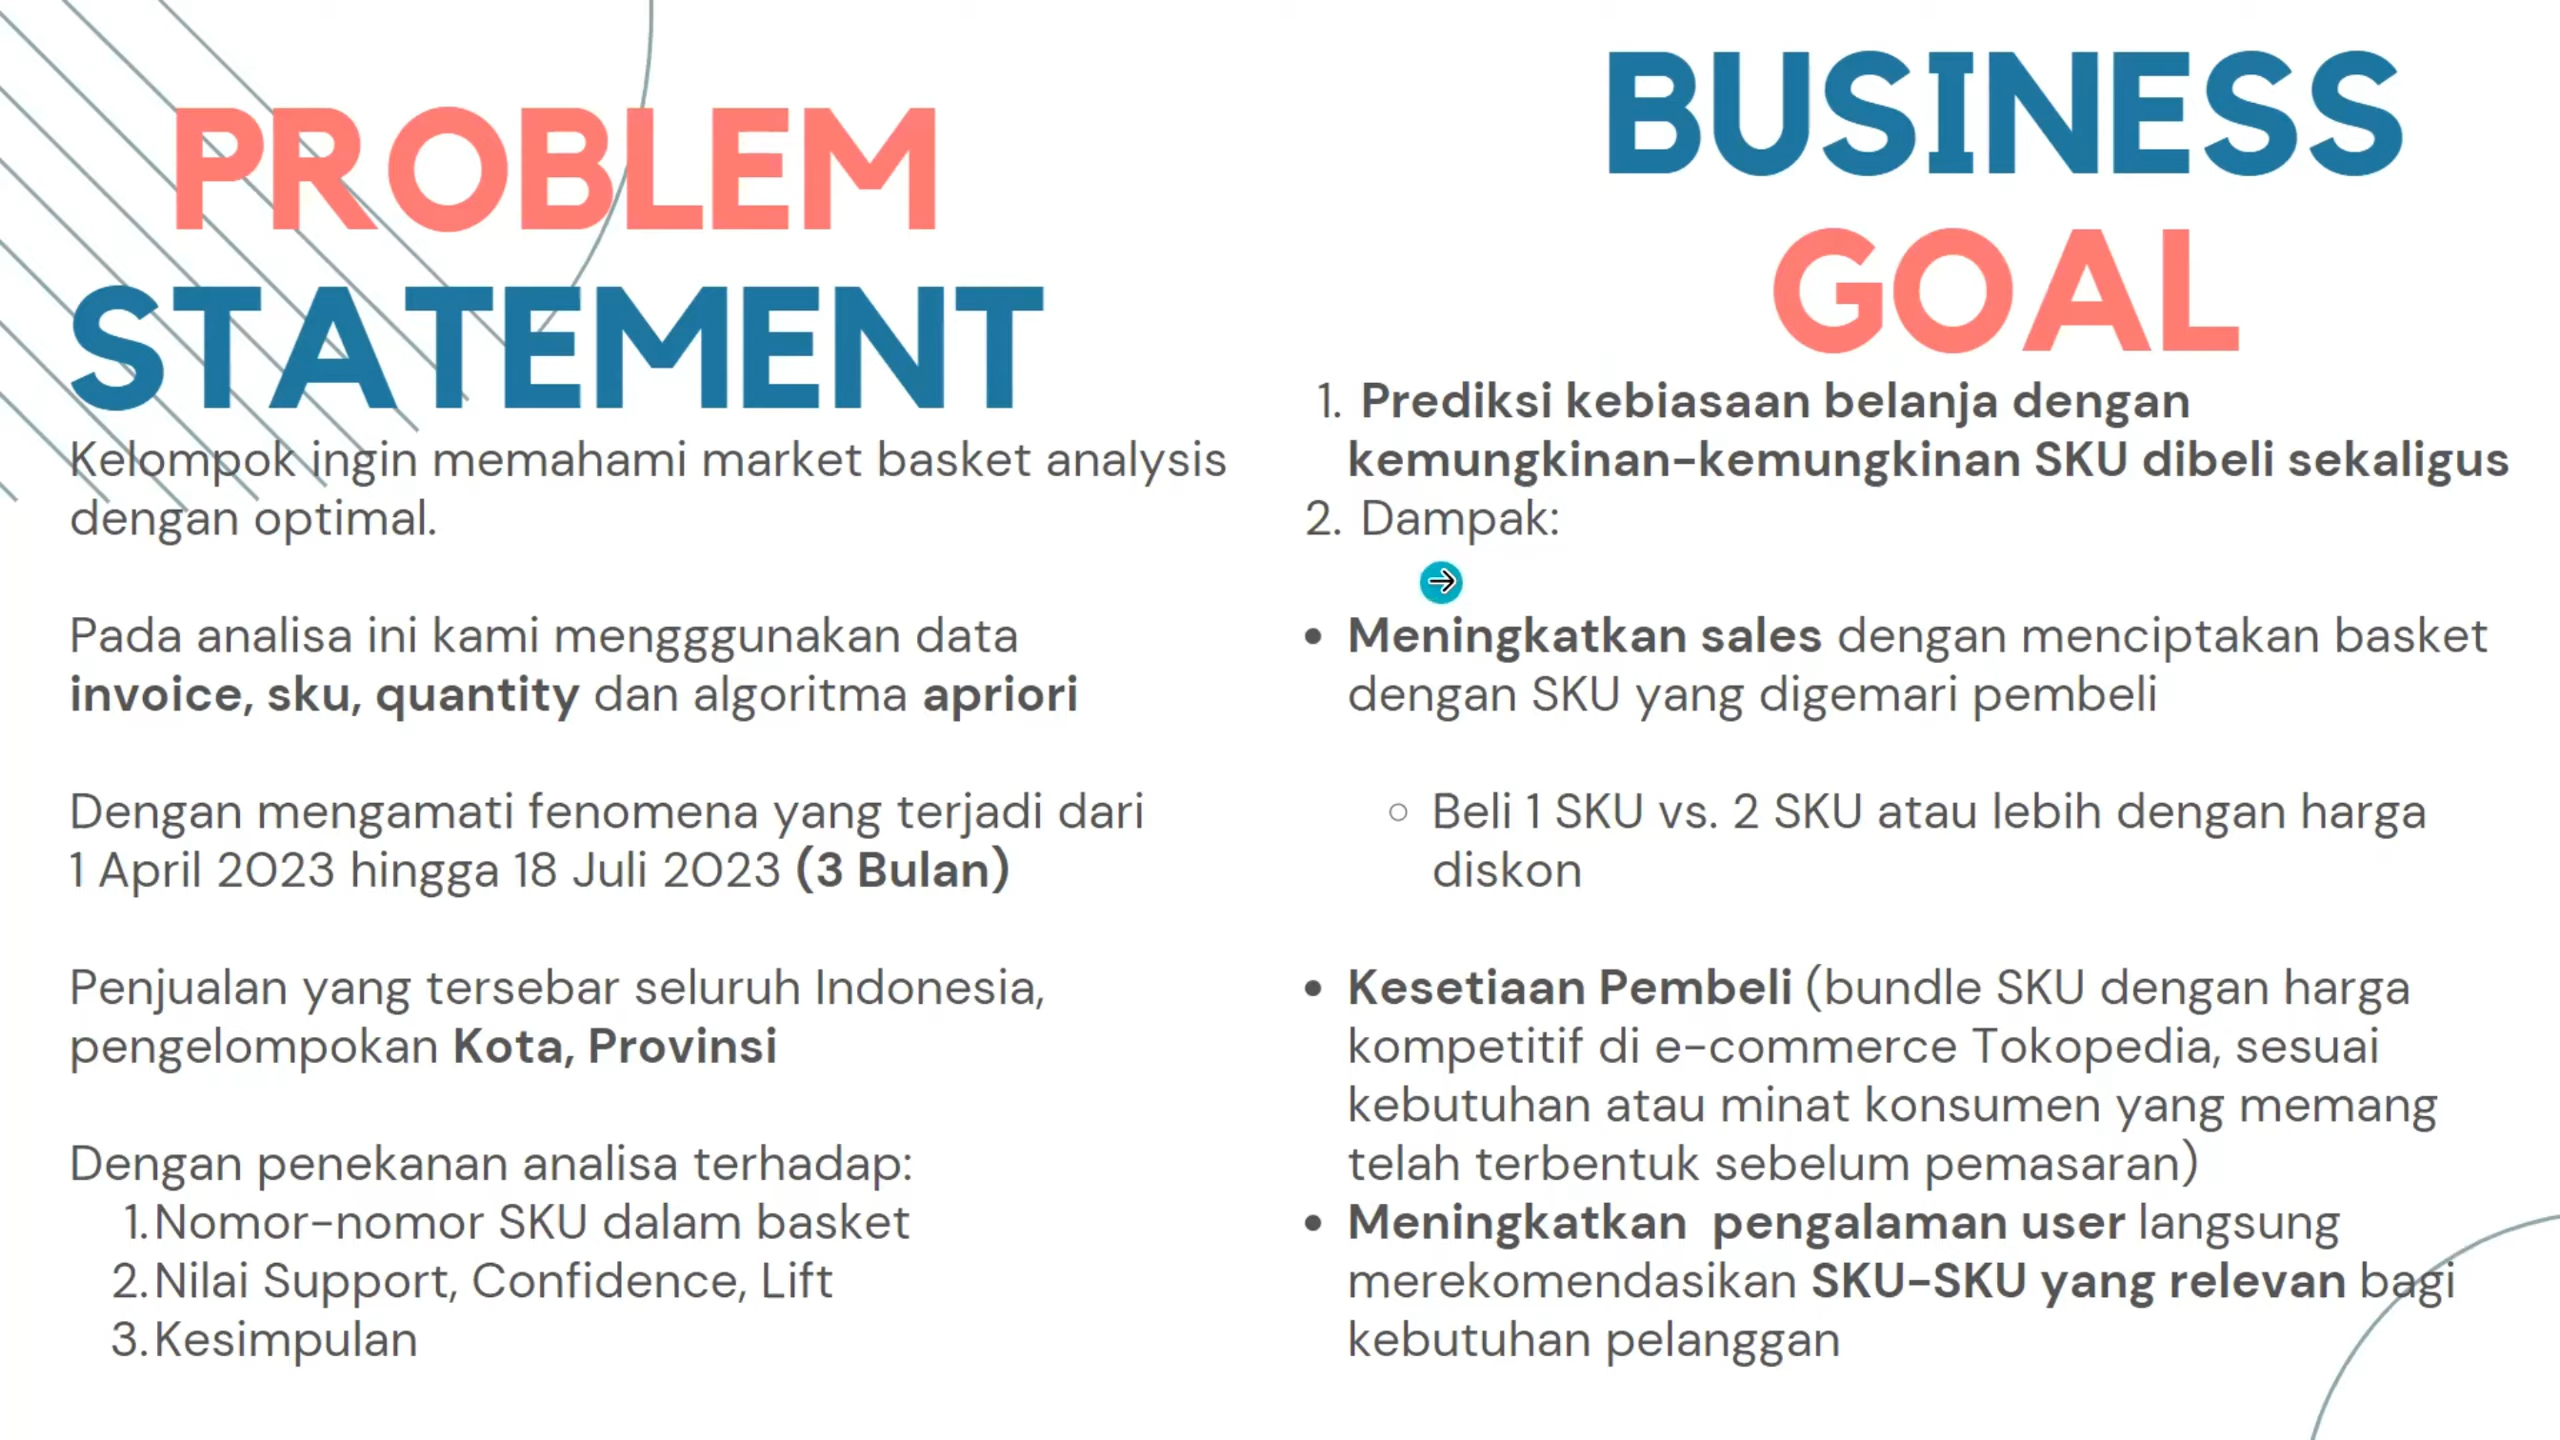 PROBLEM
STATEMENT
Kelompok ingin memahami market basket analysis
dengan optimal.
Pada analisa ini kami mengggunakan data
invoice, sku, quantity dan algoritma apriori
Dengan mengamati fenomena yang terjadi dari
1 April 2023 hingga 18 Juli 2023 (3 Bulan)
Penjualan yang tersebar seluruh Indonesia,
pengelompokan Kota, Provinsi
Dengan penekanan analisa terhadap:
1.Nomor-nomor SKU dalam basket
2.Nilai Support, Confidence, Lift
3.Kesimpulan
BUSINESS
GOAL
1. Prediksi kebiasaan belanja dengan
kemungkinan-kemungkinan SKU dibeli sekaligus
2. Dampak:
• Meningkatkan sales dengan menciptakan basket
dengan SKU yang digemari pembeli
○ Beli 1 SKU vs. 2 SKU atau lebih dengan harga
diskon
• Kesetiaan Pembeli (bundle SKU dengan harga
kompetitif di e-commerce Tokopedia, sesuai
kebutuhan atau minat konsumen yang memang
telah terbentuk sebelum pemasaran)
• Meningkatkan pengalaman user langsung
merekomendasikan SKU-SKU yang relevan bagi
kebutuhan pelanggan